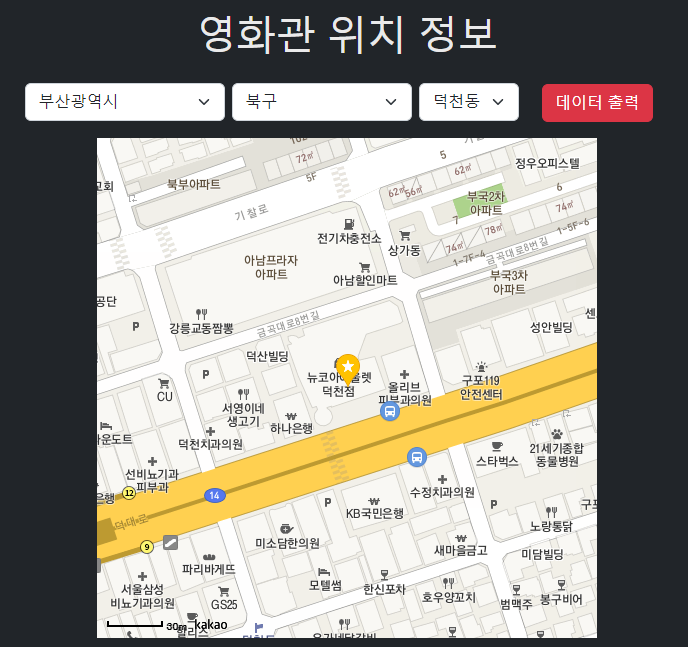 영화관 위치 정보
부산광역시
북구
덕천동
데이터 출력
72㎡
5F
북부아파트
교회
기찰로
5
62㎡
62㎡
56㎡
정우오피스텔
6
부국2차
아파트
74㎡
7
78㎡
74㎡
1-7F-4
1-5F-6
금곡대로8번길
전기차충전소
상가동
아남프라자
아파트
아남할인마트
부국3차
아파트
공단
P
강릉교동짬뽕
금곡대로8번길
성안빌딩
센
덕산빌딩
P
뉴코아아울렛
덕천점
올리브
피부과의원
구포119
안전센터
CU
서영이네
생고기
하나은행
운도트
덕천치과의원
스타벅스
21세기종합
동물병원
선비뇨기과
피부과
은행
12
14
수정치과의원
P
KB국민은행
P
구포
노랑통닭
덕대로
9
미소담한의원
새마을금고
미담빌딩
파리바게뜨
모텔썸
한신포차
호우양꼬치
서울삼성
비뇨기과의원
GS25
범맥주
봉구비어
할리스
30m
kakao